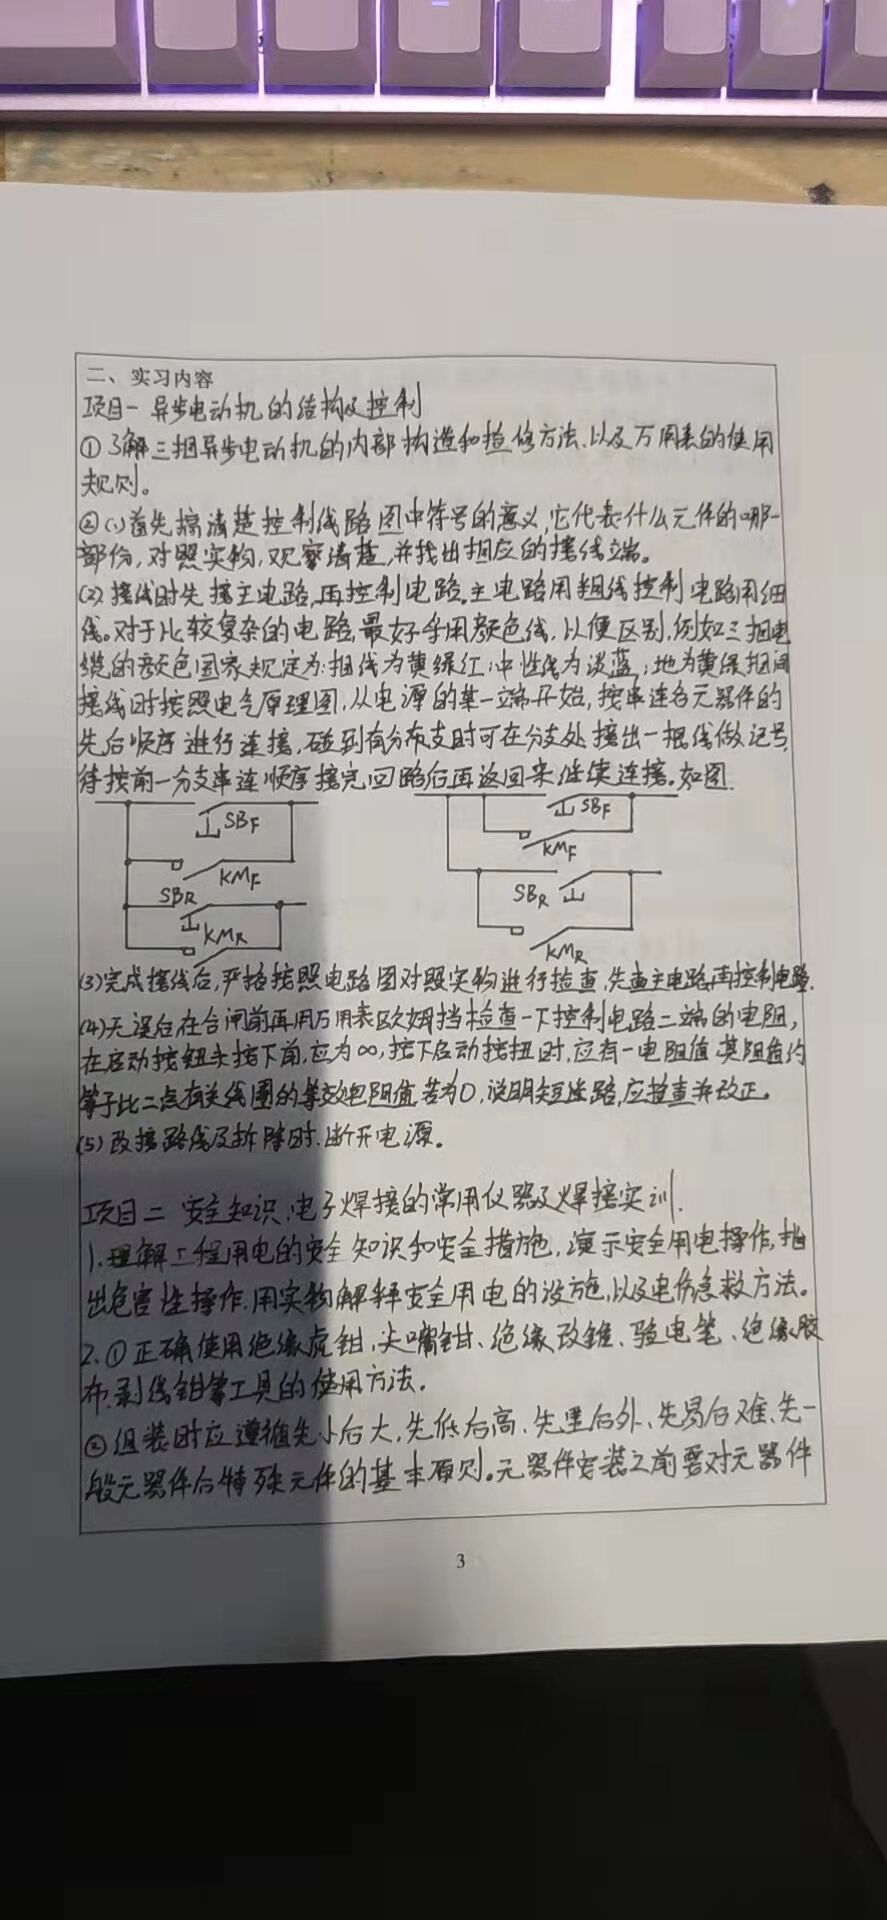 二、实习内容
项目一 异步电动机的结构及控制
①了解三相异步电动机的内部构造和检修方法、以及万用表的使用
规则。
②(1)首先搞清楚控制线路图中符号的意义,它代表什么元件的哪一
部份,对照实物,观察清楚,并找出相应的接线端。
(2)接线时先接主电路,再控制电路。主电路用粗线控制电路用细
线。对于比较复杂的电路,最好采用颜色线,以便区别,例如三相电
缆的颜色国家规定为:相线为黄绿红;中性线为淡蓝;地为黄绿相间
接线时按照电气原理图,从电源的某一端开始,按串连各元器件的
先后顺序进行连接,碰到有分布支时可在分支处接出一根线做记号,
待按前一分支串连顺序接完回路后再返回来继续连接。如图.
SBF
KMF
SBR
KMR
SBF
KMF
SBR
KMR
(3)完成接线后,严格按照电路图对照实物进行检查,先查主电路,再控制电路.
(4)无误后在合闸前再用万用表欧姆挡检查一下控制电路二端的电阻,
在启动按钮未按下前,应为∞,按下启动按扭时,应有一电阻值,其阻值约
等于此二点有关线圈的等效电阻值,若为0,说明短路,应检查并改正。
(5)改接路线及拆除时,断开电源。
项目二 安全知识、电子焊接的常用仪器及焊接实训.
1.理解工程用电的安全知识和安全措施,演示安全用电操作,指
出危害性操作.用实物解释安全用电的设施,以及电伤急救方法。
2.①正确使用绝缘虎钳、尖嘴钳、绝缘改锥、验电笔、绝缘胶
布、剥线钳等工具的使用方法。
②组装时应遵循先小后大,先低后高、先里后外、先易后难、先一
般元器件后特殊元件的基本原则。元器件安装之前要对元器件
3